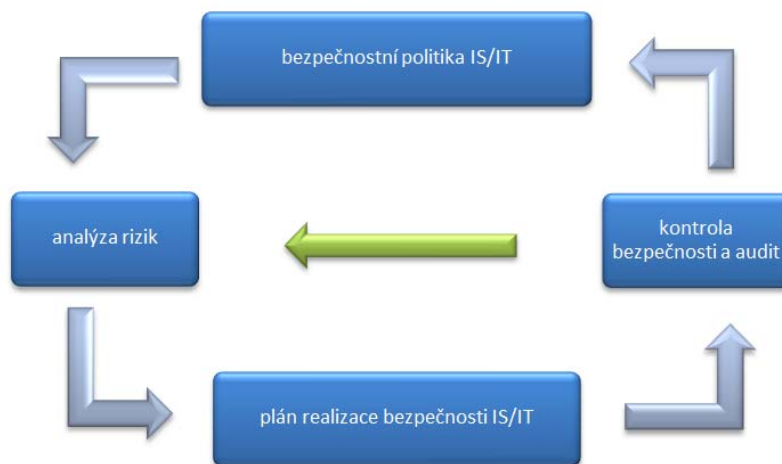 bezpečnostní politika IS/IT
analýza rizik
kontrola
bezpečnosti a audit
plán realizace bezpečnosti IS/IT